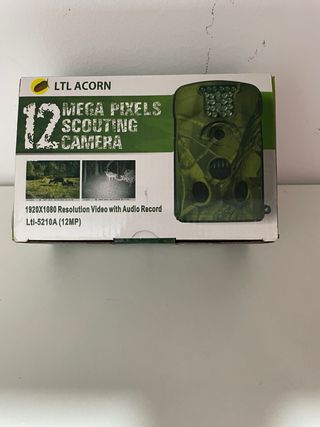 LTL ACORN
12 MEGA PIXELS
SCOUTING
CAMERA
1920X1080 Resolution Video with Audio Record
Ltl-5210A (12MP)